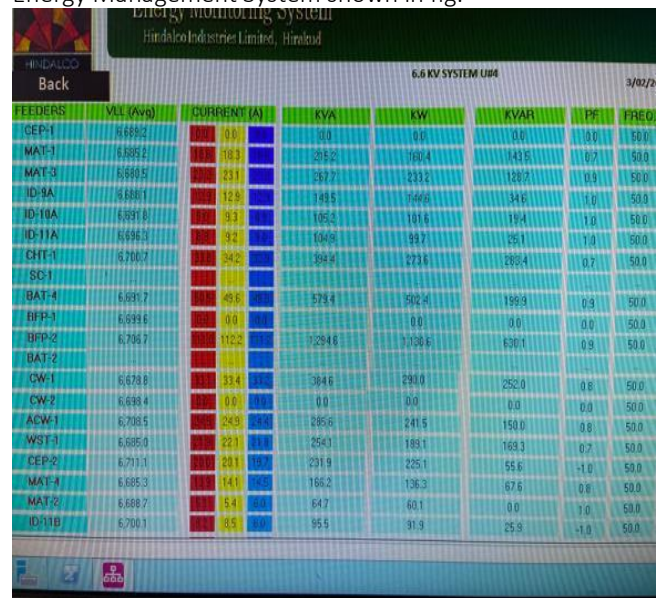 Energy Management System shown in fig.
Energy Monitoring System
Hindalco Industries Limited, Hirakud
HINDALCO
Back
6.6 KV SYSTEM U#4
3/02/2
FEEDERS VLL (Avg) CURRENT (A) KVA KW KVAR PF FREQ.
CEP-1 6,689.2 0.0 0.0 0.0 0.0 0.0 0.0 50.0
MAT-1 6,685.2 18.3 215.2 160.4 143.5 0.7 50.0
MAT-3 6,680.5 23.1 267.7 233.2 128.7 0.9 50.0
ID-9A 6,688.1 12.9 149.5 144.6 34.6 1.0 50.0
ID-10A 6,691.8 9.3 105.2 101.6 19.4 1.0 50.0
ID-11A 6,696.3 9.2 104.9 99.7 25.1 1.0 50.0
CHT-1 6,700.7 34.2 394.4 273.6 283.4 0.7 50.0
SC-1
BAT-4 6,691.7 49.6 579.4 502.4 199.9 0.9 50.0
BFP-1 6,699.6 0.0 0.0 0.0 0.0 50.0
BFP-2 6,706.7 112.2 1,294.6 1,130.6 630.1 0.9 50.0
BAT-2
CW-1 6,678.8 33.4 384.6 290.0 252.0 0.8 50.0
CW-2 6,698.4 0.0 0.0 0.0 0.0 0.0 50.0
ACW-1 6,708.5 24.9 285.6 241.5 150.0 0.8 50.0
WST-1 6,685.0 22.1 254.1 189.1 169.3 0.7 50.0
CEP-2 6,711.1 20.1 19.7 231.9 225.1 55.6 -1.0 50.0
MAT-4 6,685.3 14.1 14.5 166.2 136.3 67.6 0.8 50.0
MAT-2 6,688.7 5.4 6.0 64.7 60.1 0.0 1.0 50.0
ID-11B 6,700.1 8.2 8.5 8.0 95.5 91.9 25.9 -1.0 50.0